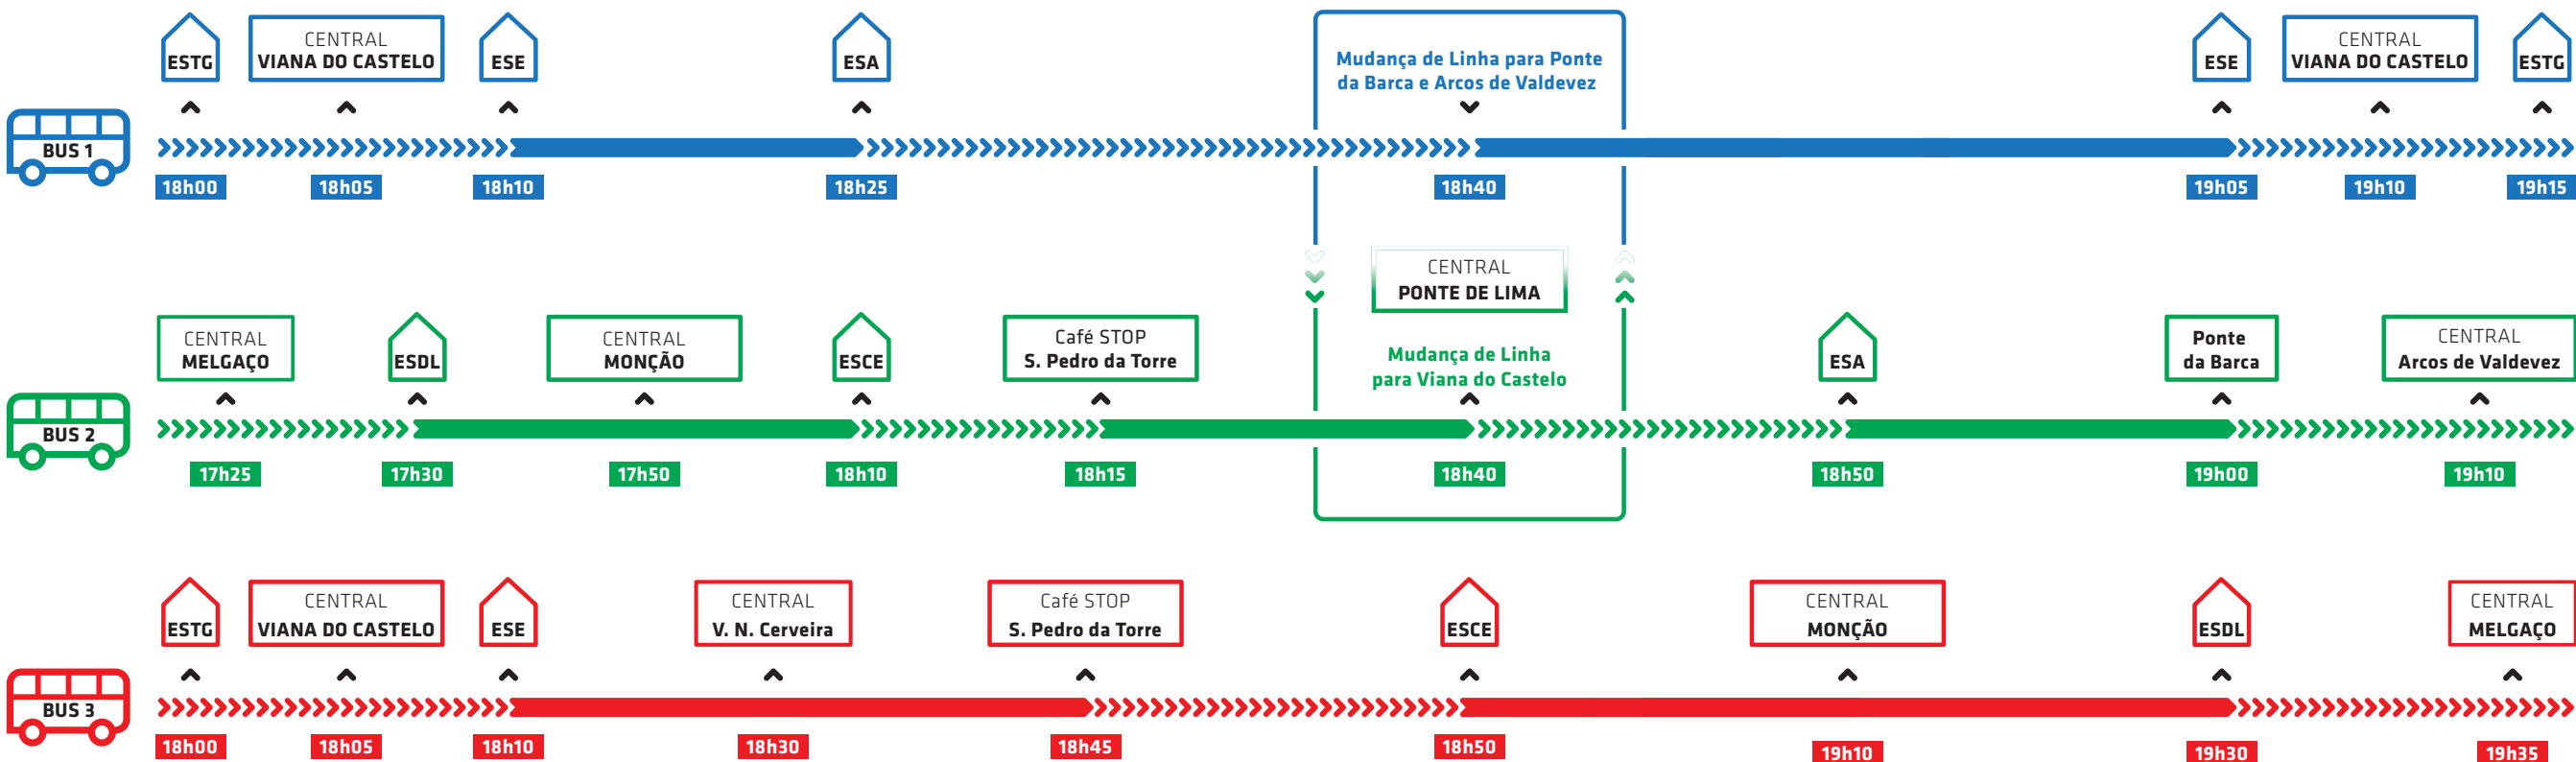 ESTG
CENTRAL
VIANA DO CASTELO
ESE
ESA
Mudança de Linha para Ponte
da Barca e Arcos de Valdevez
ESE
CENTRAL
VIANA DO CASTELO
ESTG
BUS 1
18h00
18h05
18h10
18h25
18h40
19h05
19h10
19h15
CENTRAL
PONTE DE LIMA
CENTRAL
MELGAÇO
ESDL
CENTRAL
MONÇÃO
ESCE
Café STOP
S. Pedro da Torre
Mudança de Linha
para Viana do Castelo
ESA
Ponte
da Barca
CENTRAL
Arcos de Valdevez
BUS 2
17h25
17h30
17h50
18h10
18h15
18h40
18h50
19h00
19h10
ESTG
CENTRAL
VIANA DO CASTELO
ESE
CENTRAL
V. N. Cerveira
Café STOP
S. Pedro da Torre
ESCE
CENTRAL
MONÇÃO
ESDL
CENTRAL
MELGAÇO
BUS 3
18h00
18h05
18h10
18h30
18h45
18h50
19h10
19h30
19h35